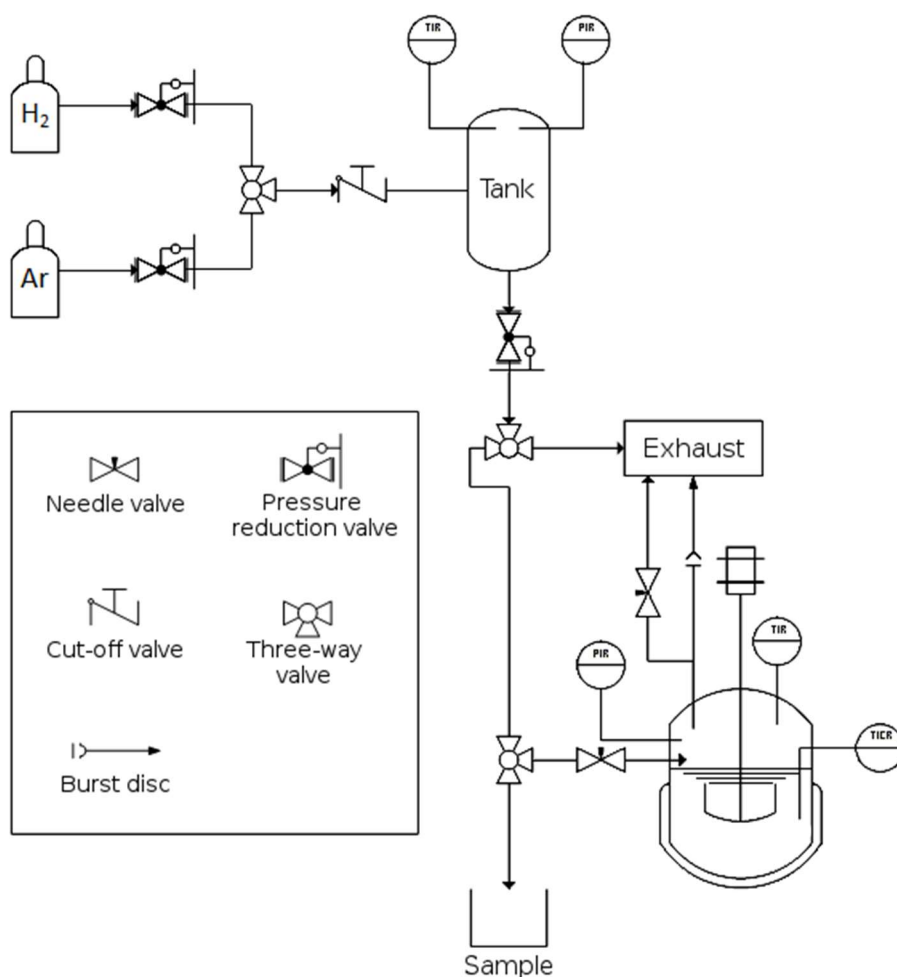 TIR
PIR
H₂
Tank
Ar
Exhaust
Needle valve
Pressure
reduction valve
Cut-off valve
Three-way
valve
TIR
PIR
TICR
Burst disc
Sample